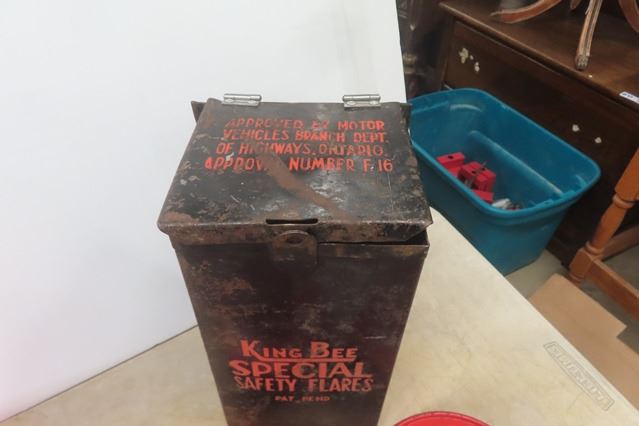 APPROVED BY MOTOR
VEHICLES BRANCH DEPT.
OF HIGHWAYS, ONTARIO.
NUMBER F.16
KING BEE
SPECIAL
SAFETY FLARES
PAT. PEND